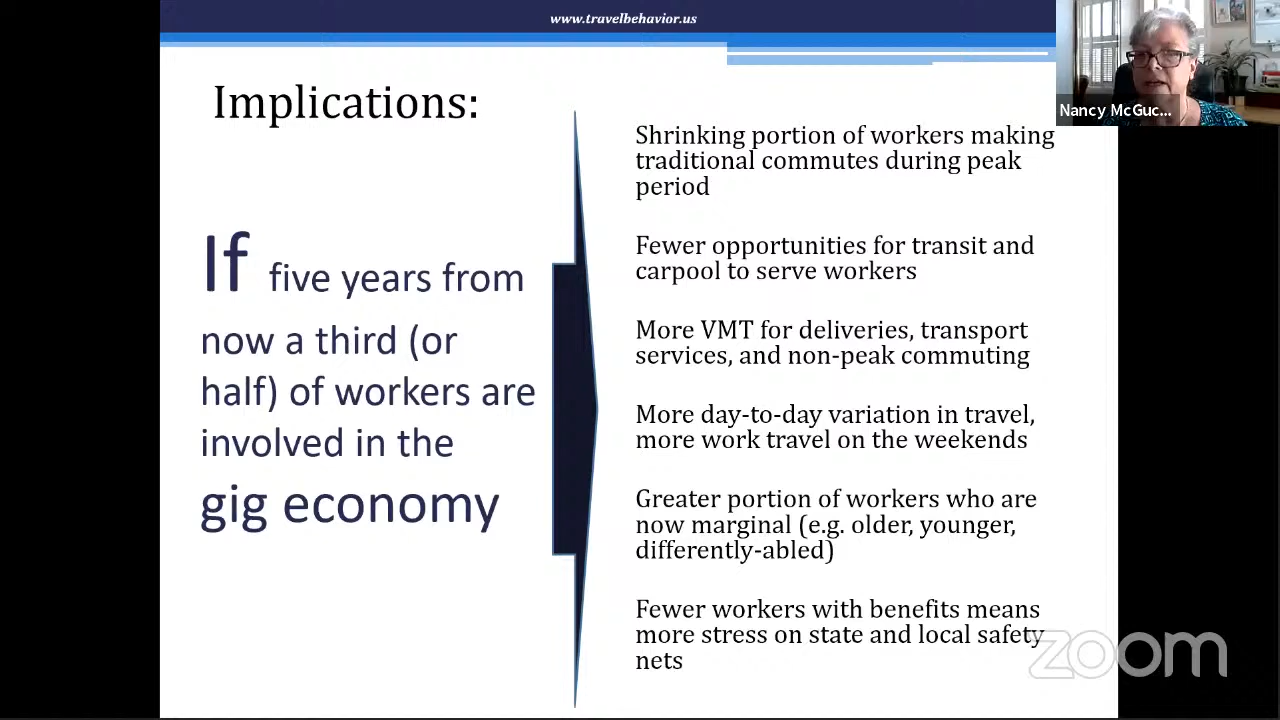 www.travelbehavior.us
Implications:
If five years from
now a third (or
half) of workers are
involved in the
gig economy
Shrinking portion of workers making
traditional commutes during peak
period
Fewer opportunities for transit and
carpool to serve workers
More VMT for deliveries, transport
services, and non-peak commuting
More day-to-day variation in travel,
more work travel on the weekends
Greater portion of workers who are
now marginal (e.g. older, younger,
differently-abled)
Fewer workers with benefits means
more stress on state and local safety
nets
Nancy McGuc...
zoom